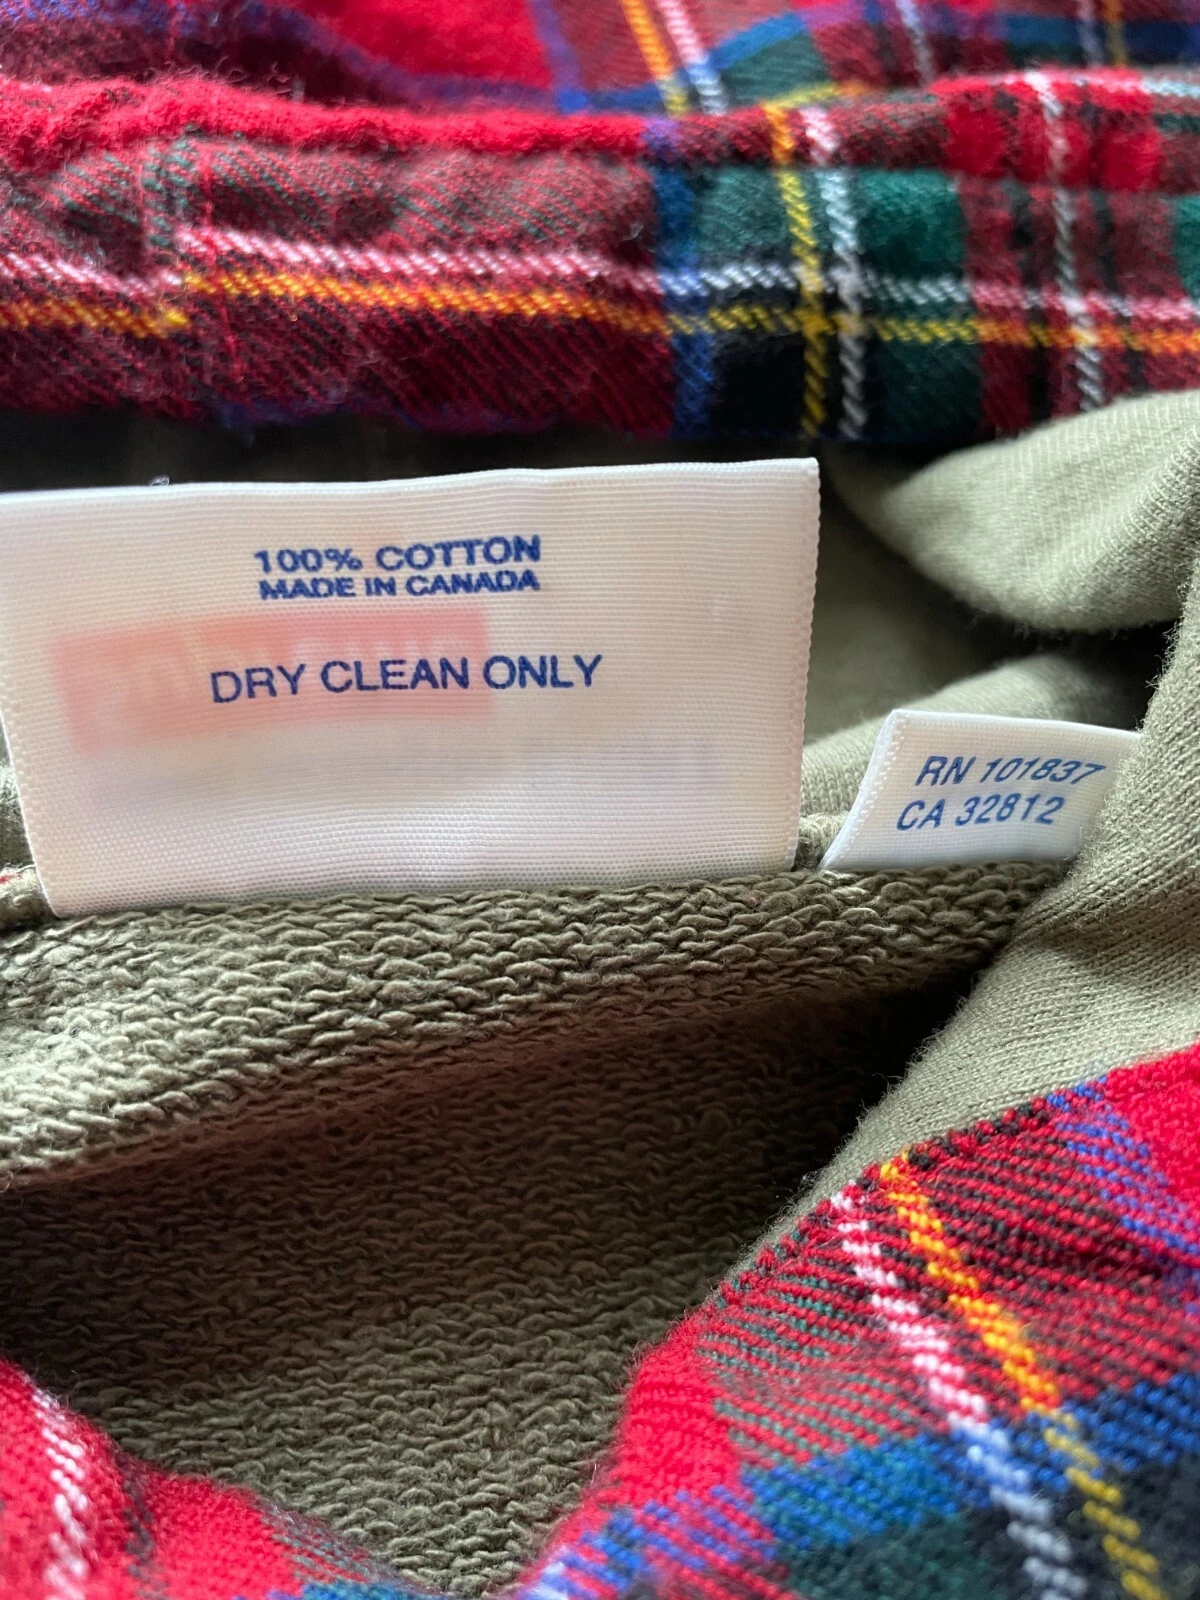 100% COTTON
MADE IN CANADA
DRY CLEAN ONLY
RN 101837
CA 32812